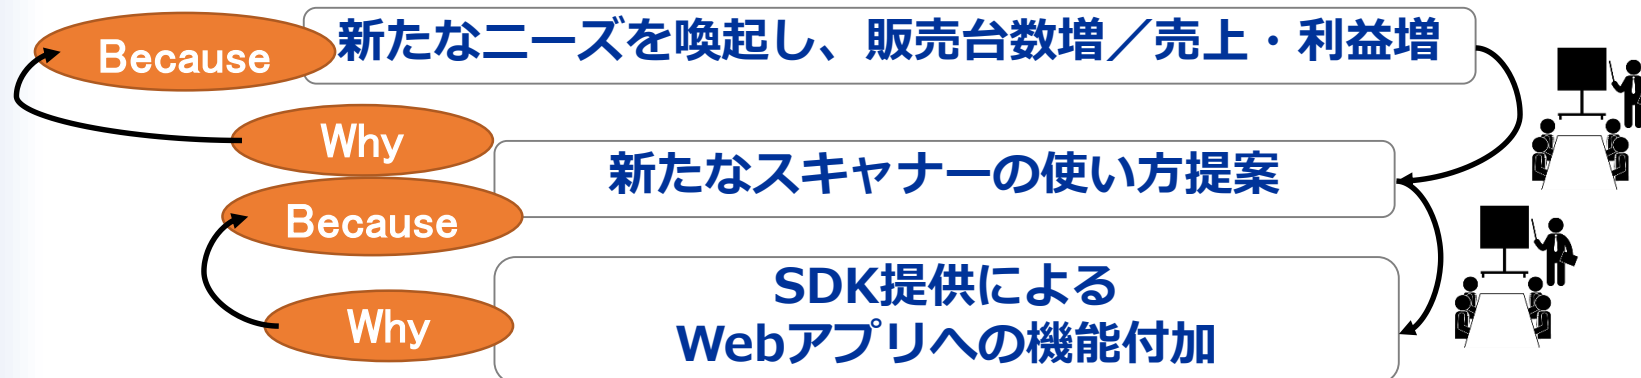 Because
新たなニーズを喚起し、販売台数増／売上・利益増
Why
新たなスキャナーの使い方提案
Because
SDK提供による
Webアプリへの機能付加
Why